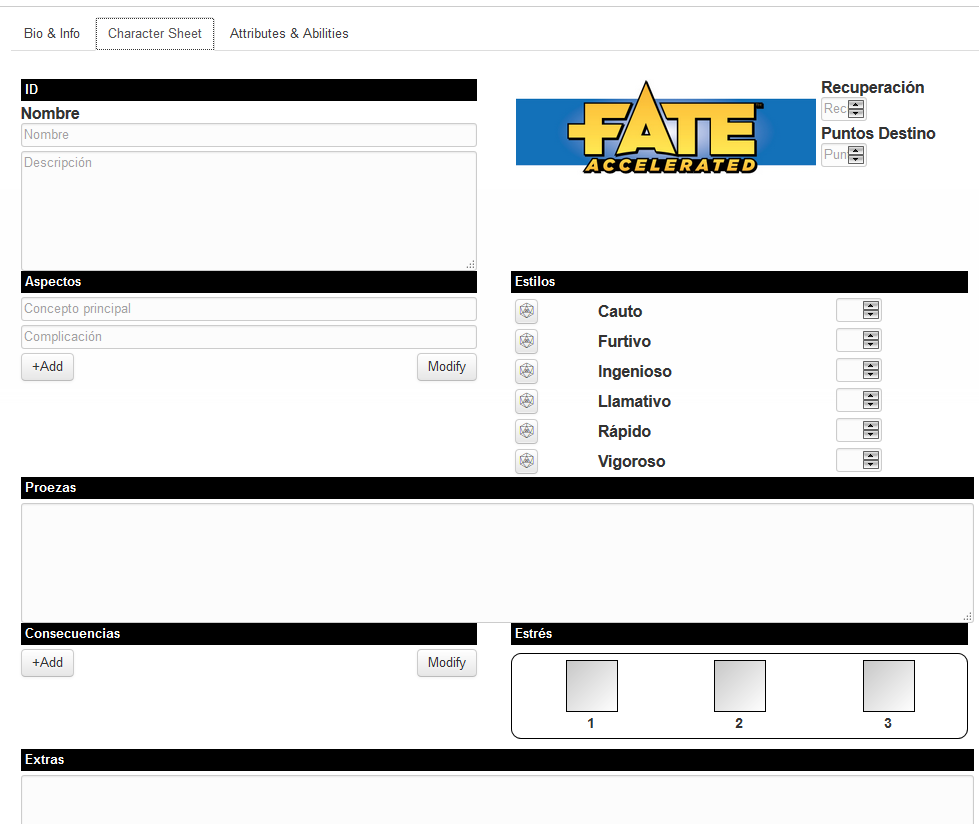 Bio & Info
Character Sheet
Attributes & Abilities
ID
Nombre
Nombre
Descripción
FATE™
ACCELERATED
Recuperación
Rec
Puntos Destino
Pun
Aspectos
Concepto principal
Complicación
+Add
Modify
Estilos
Cauto
Furtivo
Ingenioso
Llamativo
Rápido
Vigoroso
Proezas
Consecuencias
+Add
Modify
Estrés
1
2
3
Extras